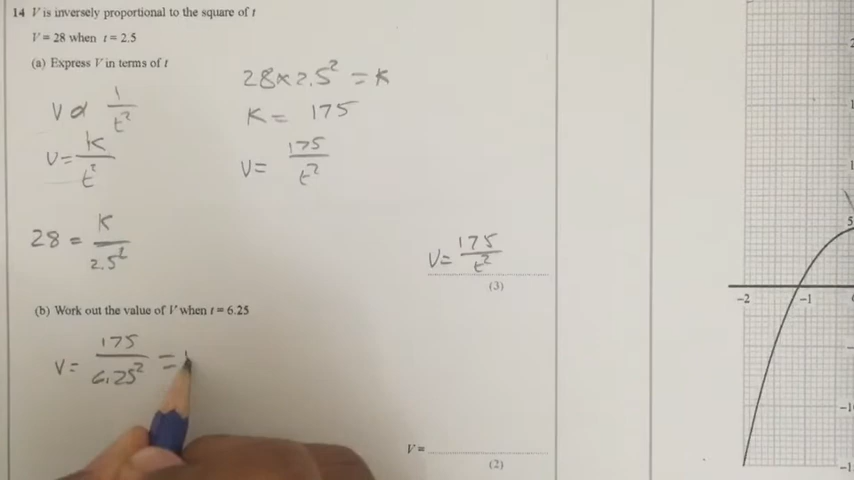 14 V is inversely proportional to the square of t
V = 28 when t = 2.5
(a) Express V in terms of t
V ∝ 1/t²
V = K/t²
28 = K/2.5²
28 × 2.5² = K
K = 175
V = 175/t²
V = 175/t²
(3)
(b) Work out the value of V when t = 6.25
V = 175/6.25² =
V =
(2)
-2 -1
5